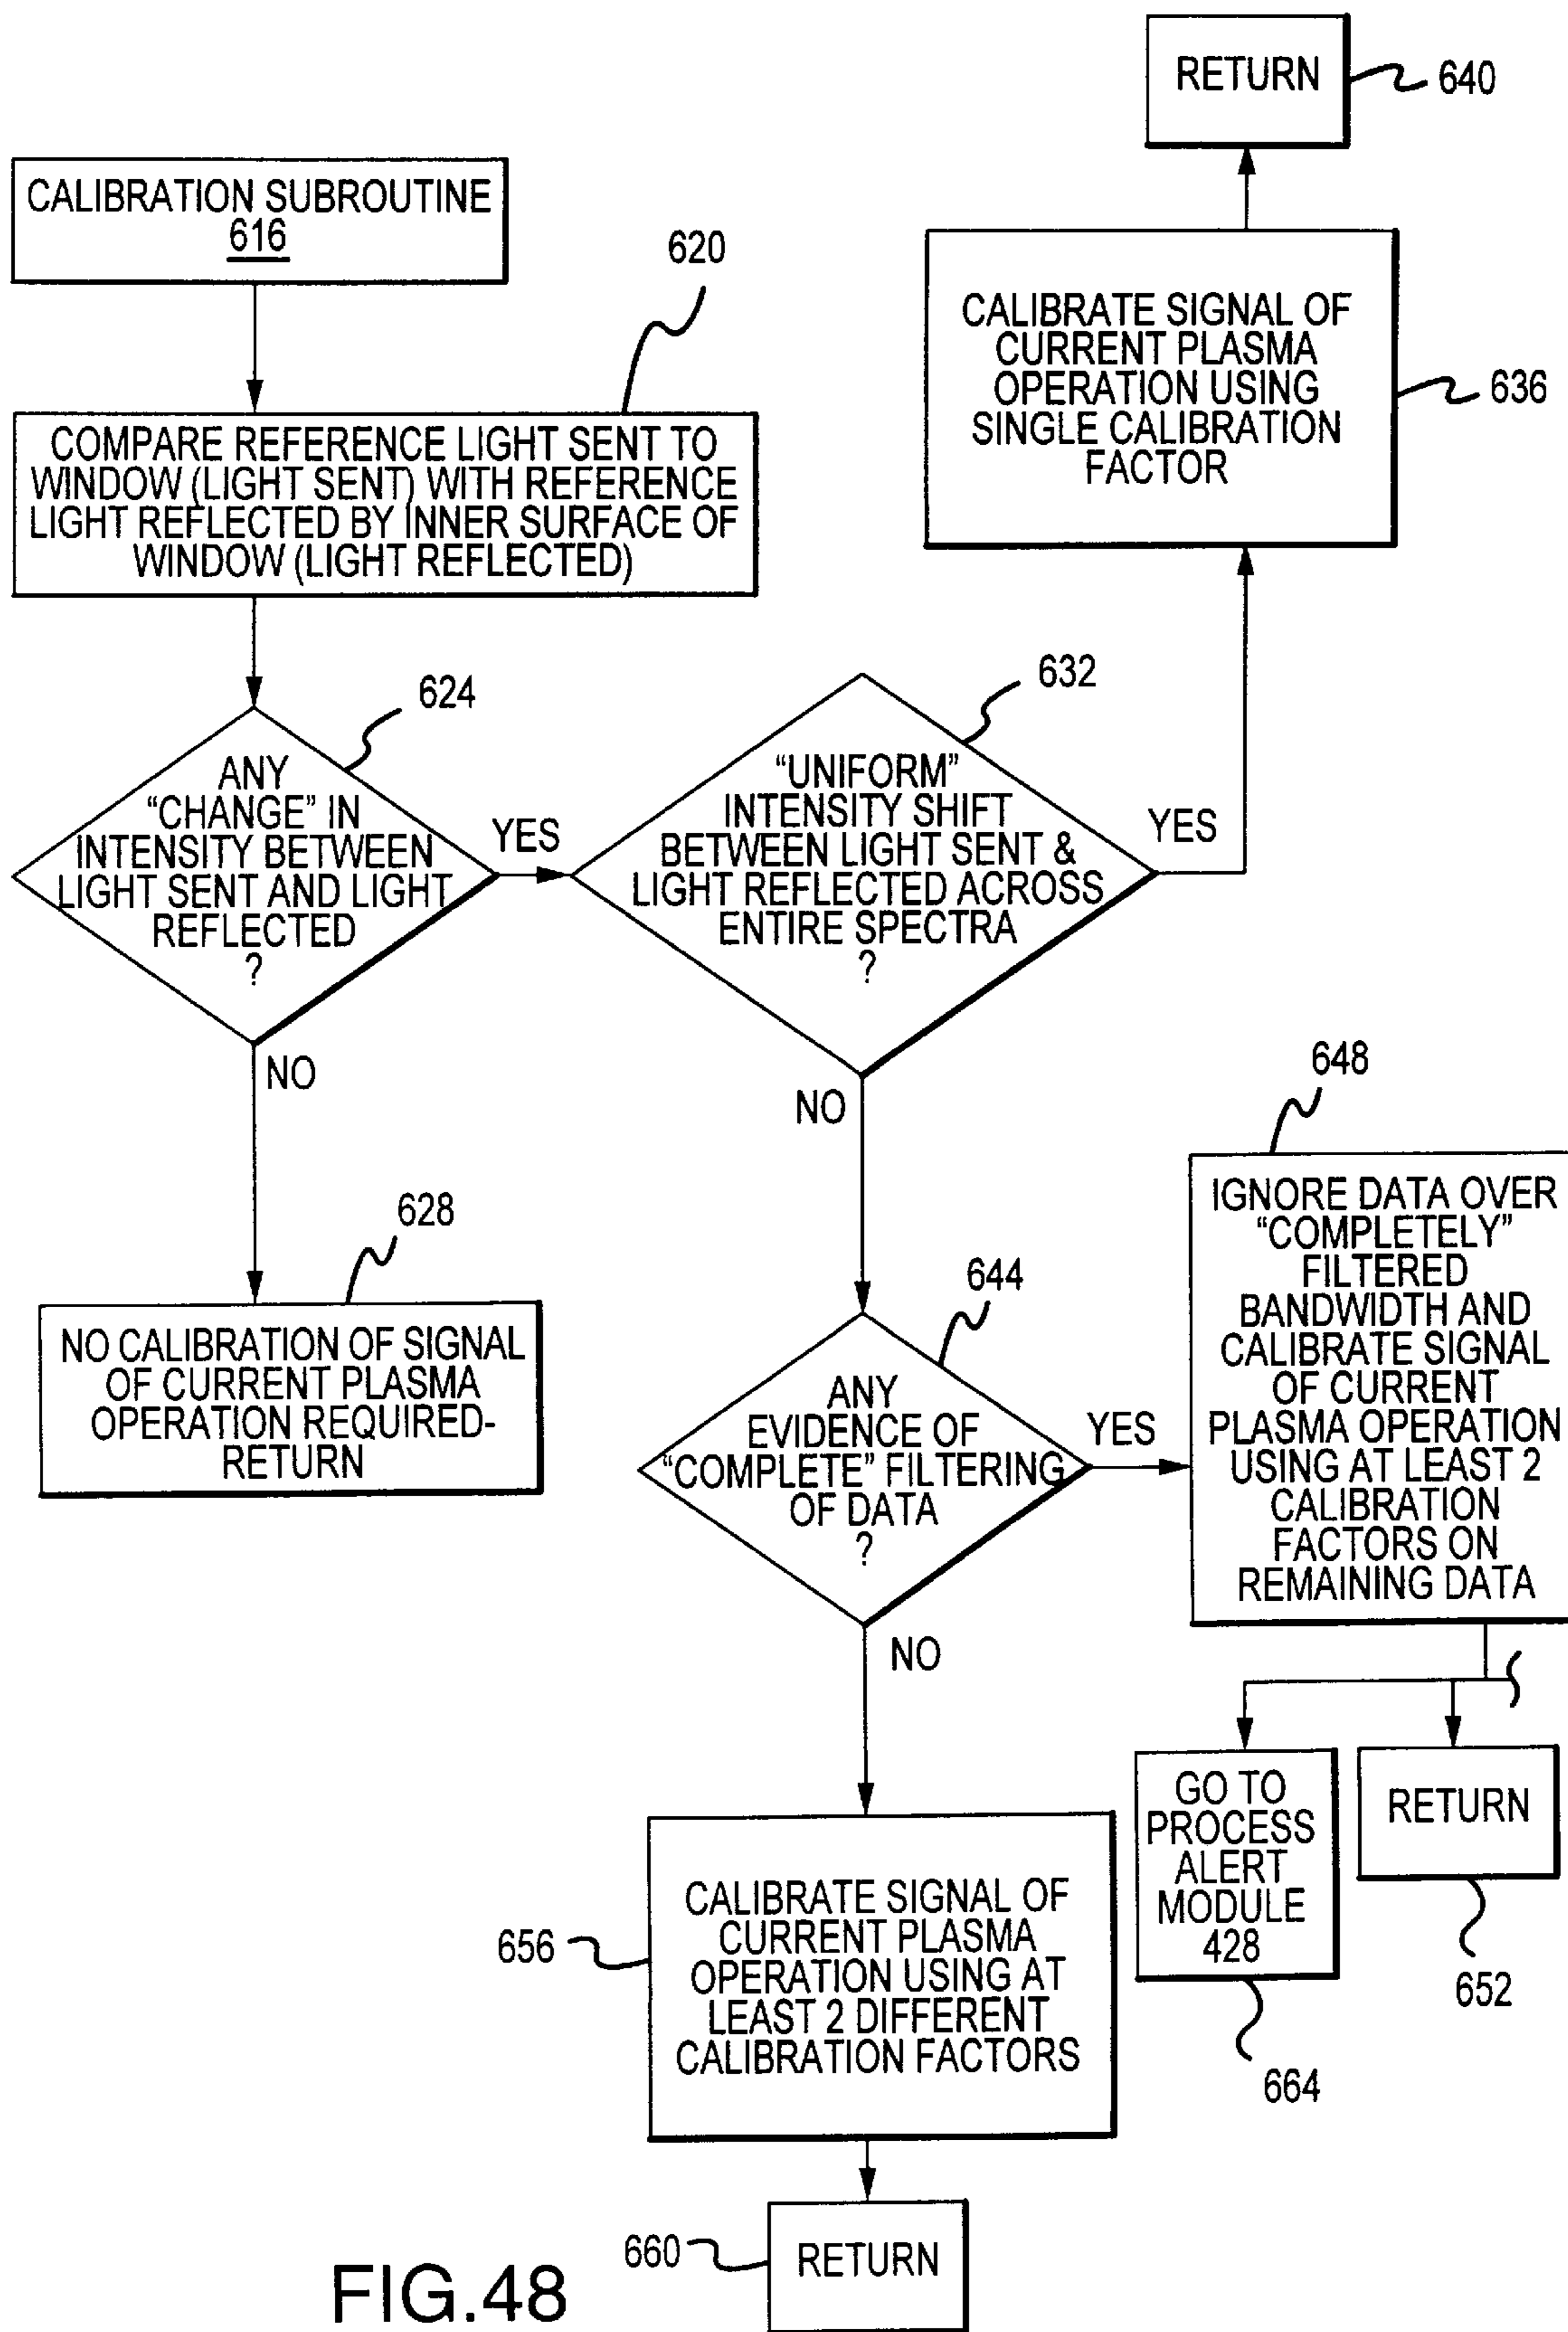 RETURN
640
CALIBRATION SUBROUTINE
616
620
CALIBRATE SIGNAL OF
CURRENT PLASMA
OPERATION USING
SINGLE CALIBRATION
FACTOR
636
COMPARE REFERENCE LIGHT SENT TO
WINDOW (LIGHT SENT) WITH REFERENCE
LIGHT REFLECTED BY INNER SURFACE OF
WINDOW (LIGHT REFLECTED)
624
ANY
“CHANGE” IN
INTENSITY BETWEEN
LIGHT SENT AND LIGHT
REFLECTED
?
YES
NO
632
“UNIFORM”
INTENSITY SHIFT
BETWEEN LIGHT SENT &
LIGHT REFLECTED ACROSS
ENTIRE SPECTRA
?
YES
NO
628
NO CALIBRATION OF SIGNAL
OF CURRENT PLASMA
OPERATION REQUIRED-
RETURN
644
ANY
EVIDENCE OF
“COMPLETE” FILTERING
OF DATA
?
YES
NO
648
IGNORE DATA OVER
“COMPLETELY”
FILTERED
BANDWIDTH AND
CALIBRATE SIGNAL
OF CURRENT
PLASMA OPERATION
USING AT LEAST 2
CALIBRATION
FACTORS ON
REMAINING DATA
GO TO
PROCESS
ALERT
MODULE
428
664
RETURN
652
656
CALIBRATE SIGNAL OF
CURRENT PLASMA
OPERATION USING AT
LEAST 2 DIFFERENT
CALIBRATION FACTORS
660
RETURN
FIG.48